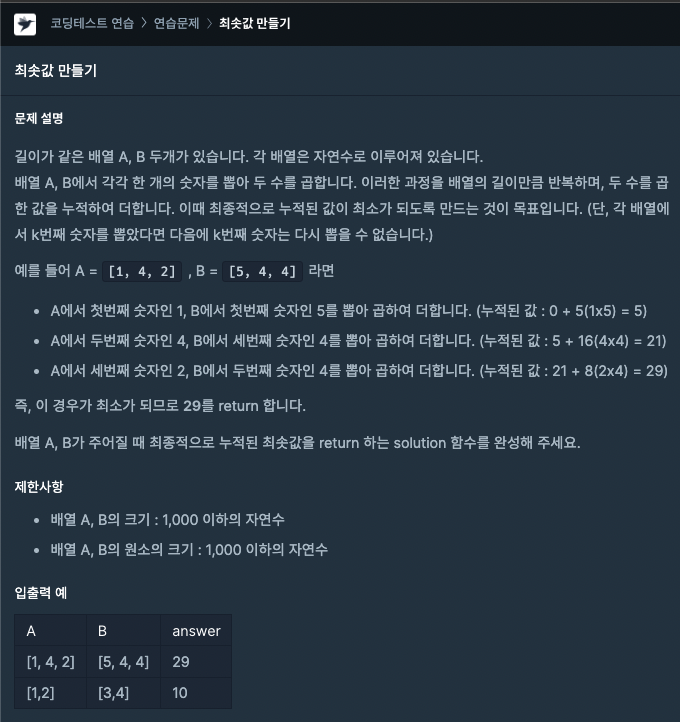 코딩테스트 연습 > 연습문제 > 최솟값 만들기
최솟값 만들기
문제 설명
길이가 같은 배열 A, B 두개가 있습니다. 각 배열은 자연수로 이루어져 있습니다.
배열 A, B에서 각각 한 개의 숫자를 뽑아 두 수를 곱합니다. 이러한 과정을 배열의 길이만큼 반복하며, 두 수를 곱
한 값을 누적하여 더합니다. 이때 최종적으로 누적된 값이 최소가 되도록 만드는 것이 목표입니다. (단, 각 배열에
서 k번째 숫자를 뽑았다면 다음에 k번째 숫자는 다시 뽑을 수 없습니다.)
예를 들어 A = [1, 4, 2] , B = [5, 4, 4] 라면
• A에서 첫번째 숫자인 1, B에서 첫번째 숫자인 5를 뽑아 곱하여 더합니다. (누적된 값 : 0 + 5(1x5) = 5)
• A에서 두번째 숫자인 4, B에서 세번째 숫자인 4를 뽑아 곱하여 더합니다. (누적된 값 : 5 + 16(4x4) = 21)
• A에서 세번째 숫자인 2, B에서 두번째 숫자인 4를 뽑아 곱하여 더합니다. (누적된 값 : 21 + 8(2x4) = 29)
즉, 이 경우가 최소가 되므로 29를 return 합니다.
배열 A, B가 주어질 때 최종적으로 누적된 최솟값을 return 하는 solution 함수를 완성해 주세요.
제한사항
• 배열 A, B의 크기 : 1,000 이하의 자연수
• 배열 A, B의 원소의 크기 : 1,000 이하의 자연수
입출력 예
A B answer
[1, 4, 2] [5, 4, 4] 29
[1,2] [3,4] 10